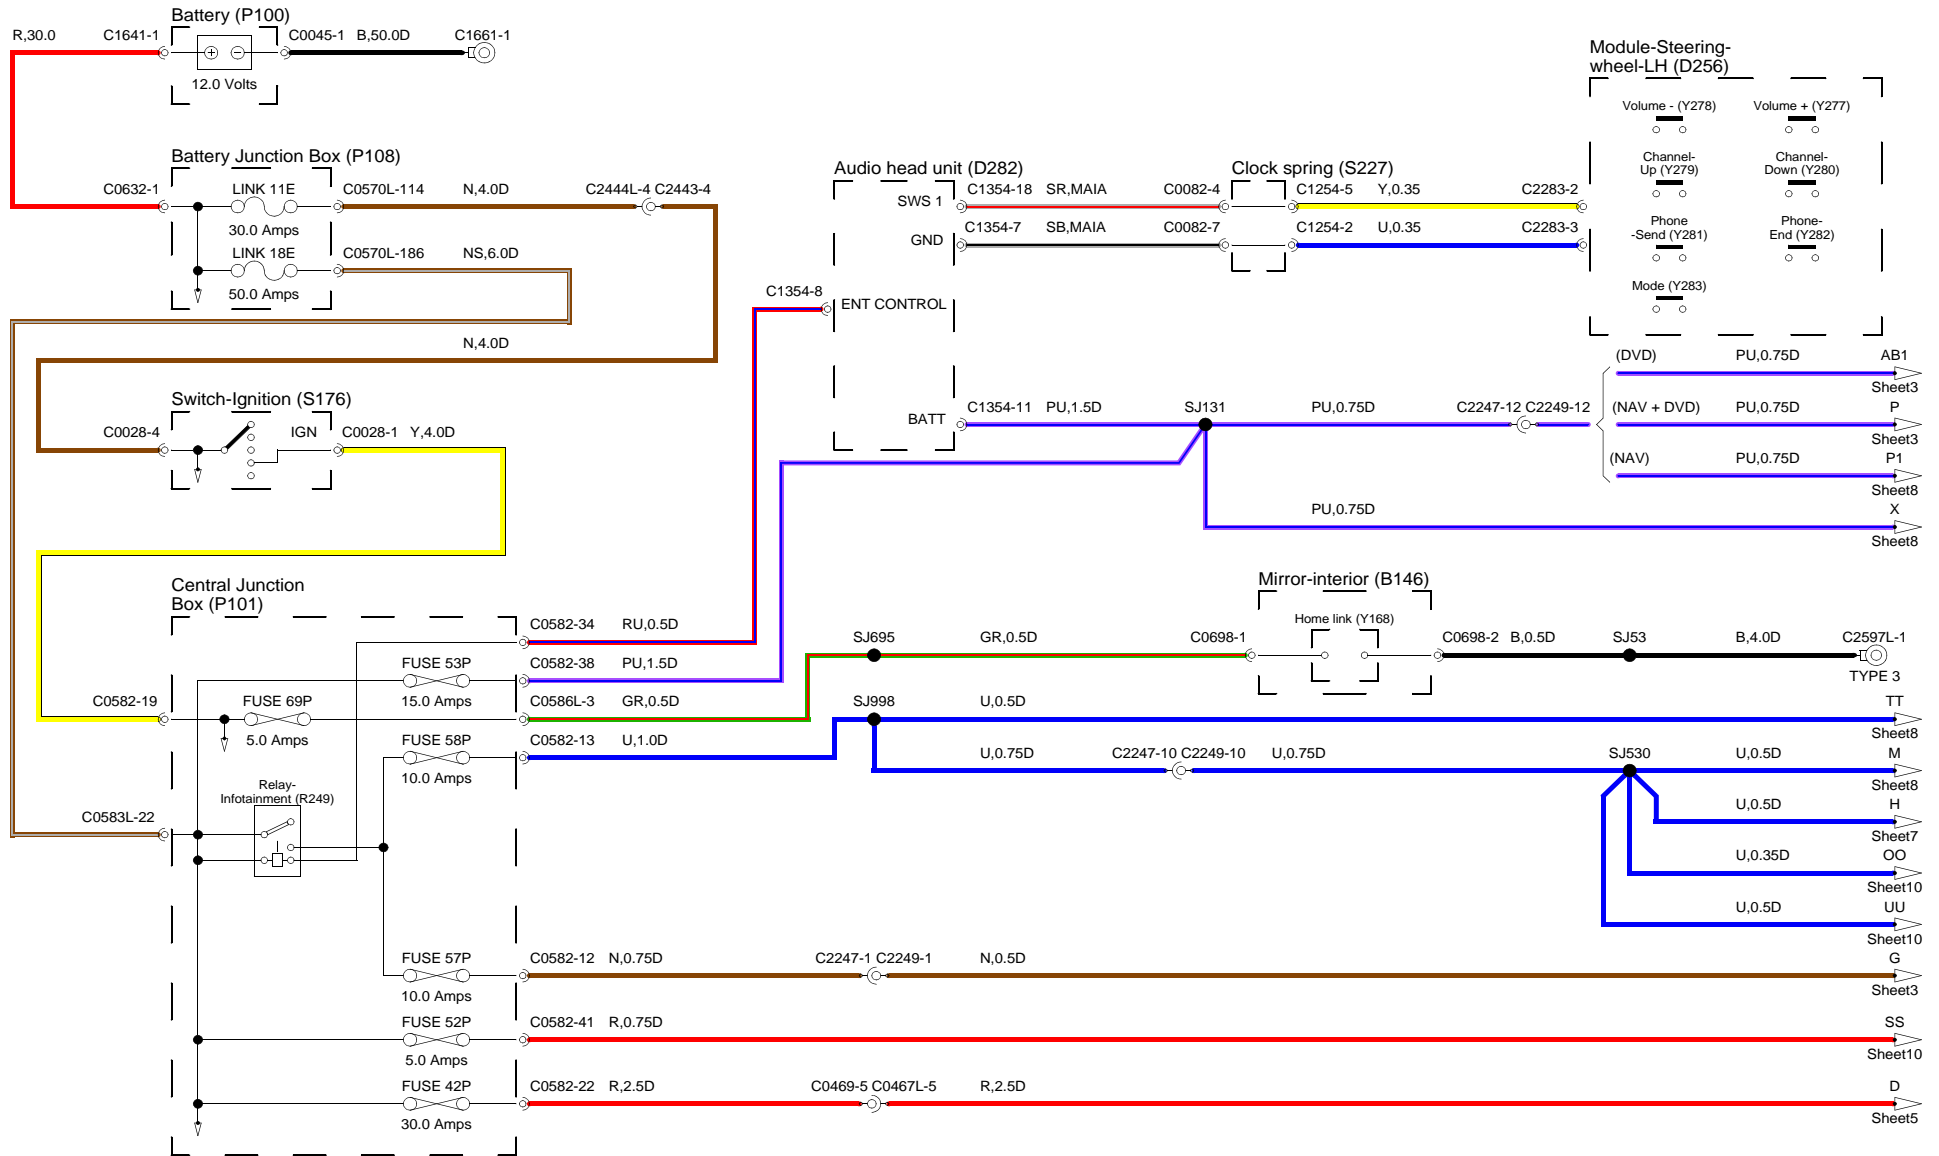 Battery (P100)
R,30.0
C1641-1
C0045-1
B,50.0D
C1661-1
12.0 Volts
Module-Steering-
wheel-LH (D256)
Volume - (Y278)
Volume + (Y277)
Channel-
Up (Y279)
Channel-
Down (Y280)
Phone
-Send (Y281)
Phone-
End (Y282)
Mode (Y283)
Battery Junction Box (P108)
C0632-1
LINK 11E
30.0 Amps
C0570L-114
N,4.0D
C2444L-4
C2443-4
LINK 18E
50.0 Amps
C0570L-186
NS,6.0D
N,4.0D
Audio head unit (D282)
SWS 1
GND
ENT CONTROL
BATT
C1354-18
SR,MAIA
C0082-4
C1354-7
SB,MAIA
C0082-7
C1354-8
Clock spring (S227)
C1254-5
Y,0.35
C2283-2
C1254-2
U,0.35
C2283-3
C1354-11
PU,1.5D
SJ131
PU,0.75D
C2247-12
C2249-12
(DVD)
PU,0.75D
AB1
Sheet3
(NAV + DVD)
PU,0.75D
P
Sheet3
(NAV)
PU,0.75D
P1
Sheet8
PU,0.75D
X
Sheet8
Switch-Ignition (S176)
C0028-4
IGN
C0028-1
Y,4.0D
Central Junction
Box (P101)
C0582-34
RU,0.5D
FUSE 53P
15.0 Amps
C0582-38
PU,1.5D
C0582-19
FUSE 69P
5.0 Amps
C0586L-3
GR,0.5D
SJ695
GR,0.5D
C0698-1
Mirror-interior (B146)
Home link (Y168)
C0698-2
B,0.5D
SJ53
B,4.0D
C2597L-1
TYPE 3
FUSE 58P
10.0 Amps
C0582-13
U,1.0D
SJ998
U,0.5D
TT
Sheet8
U,0.75D
C2247-10
C2249-10
U,0.75D
SJ530
U,0.5D
M
Sheet8
U,0.5D
H
Sheet7
U,0.35D
OO
Sheet10
U,0.5D
UU
Sheet10
Relay-
Infotainment (R249)
C0583L-22
FUSE 57P
10.0 Amps
C0582-12
N,0.75D
C2247-1
C2249-1
N,0.5D
G
Sheet3
FUSE 52P
5.0 Amps
C0582-41
R,0.75D
SS
Sheet10
FUSE 42P
30.0 Amps
C0582-22
R,2.5D
C0469-5
C0467L-5
R,2.5D
D
Sheet5